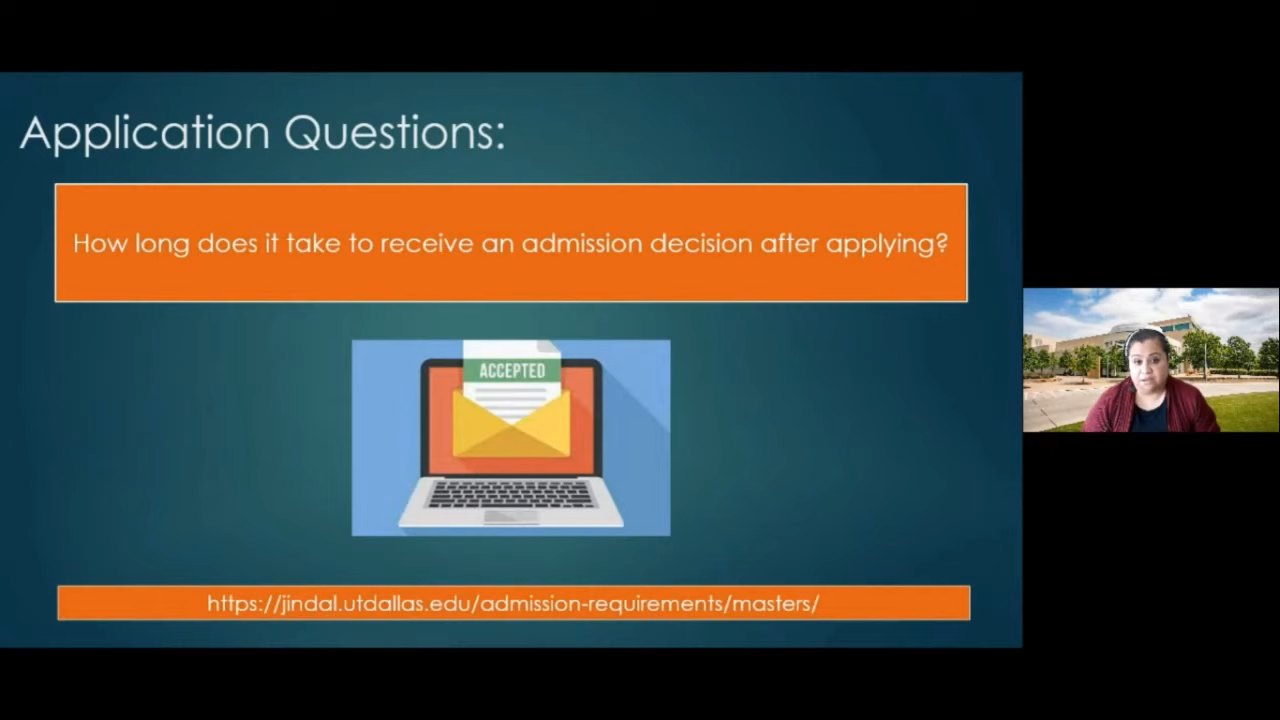 Application Questions:
How long does it take to receive an admission decision after applying?
ACCEPTED
https://jindal.utdallas.edu/admission-requirements/masters/